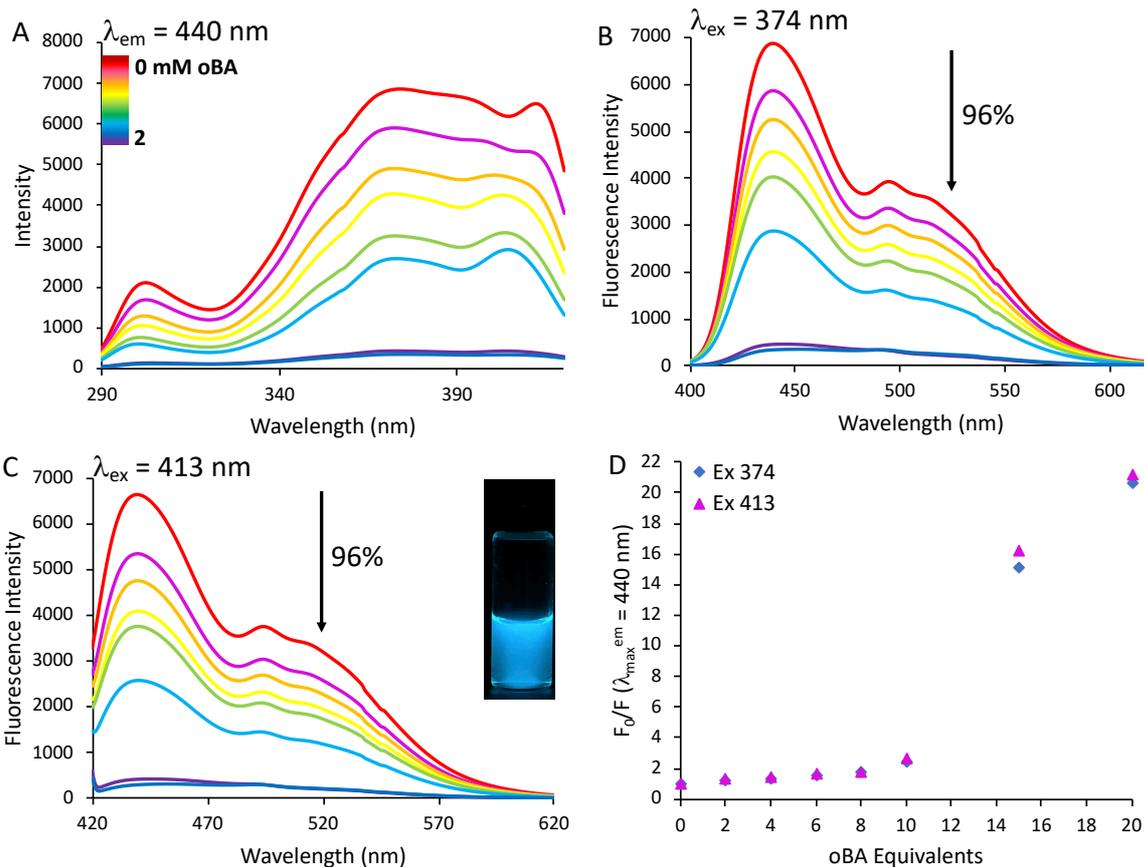 A
λem = 440 nm
0 mM oBA
2
8000
7000
6000
5000
4000
3000
2000
1000
0
Intensity
290
340
390
Wavelength (nm)
B
λex = 374 nm
7000
6000
5000
4000
3000
2000
1000
0
Fluorescence Intensity
96%
400
450
500
550
600
Wavelength (nm)
C
λex = 413 nm
7000
6000
5000
4000
3000
2000
1000
0
Fluorescence Intensity
96%
420
470
520
570
620
Wavelength (nm)
D
Ex 374
Ex 413
22
20
18
16
14
12
10
8
6
4
2
0
F0/F (λmaxem = 440 nm)
0 2 4 6 8 10 12 14 16 18 20
oBA Equivalents